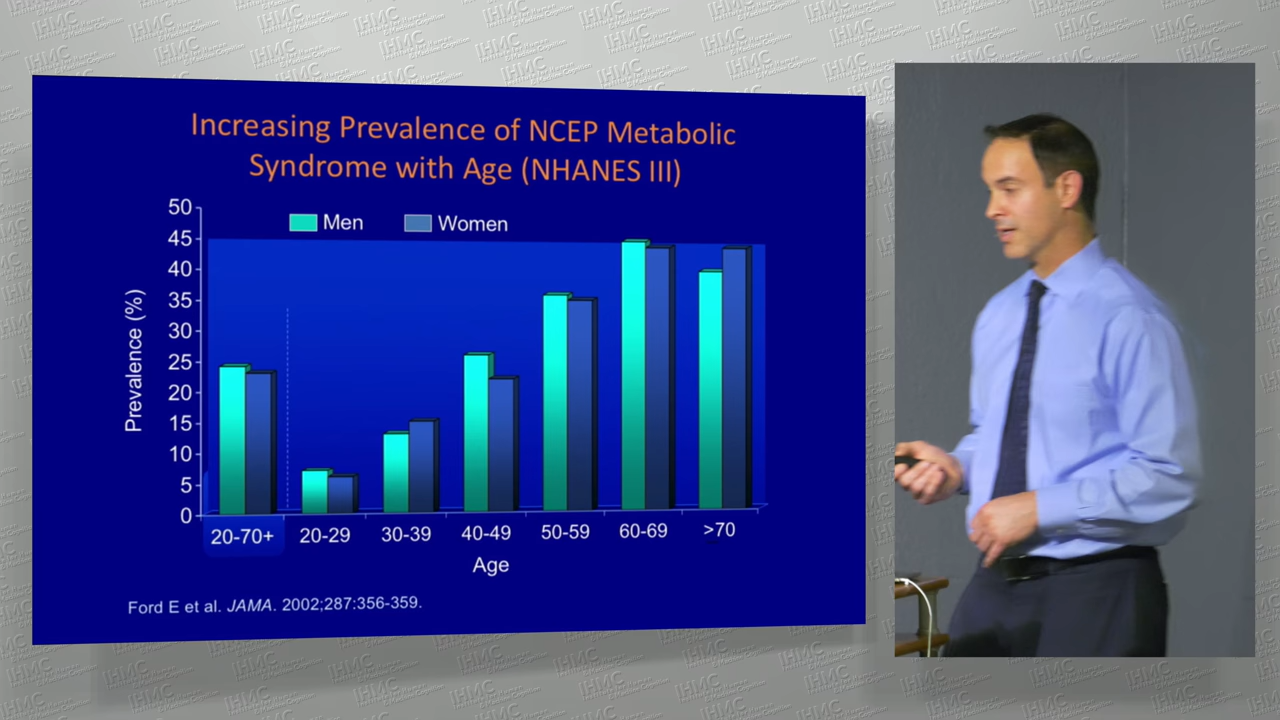 Increasing Prevalence of NCEP Metabolic
Syndrome with Age (NHANES III)
Men
Women
Prevalence (%)
50
45
40
35
30
25
20
15
10
5
0
20-70+
20-29
30-39
40-49
50-59
60-69
>70
Age
Ford E et al. JAMA. 2002;287:356-359.
IHMC